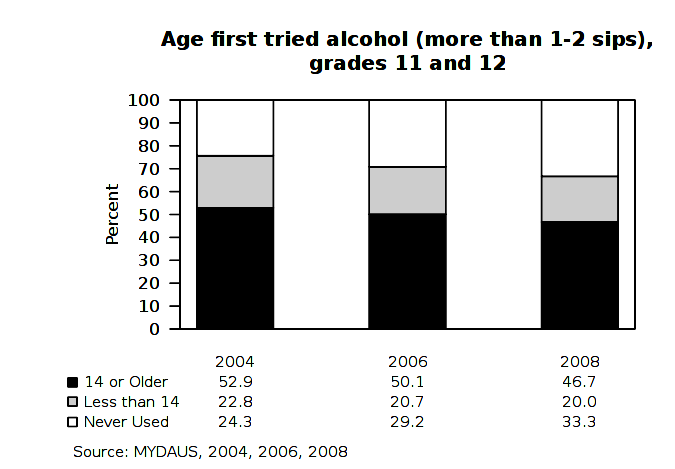 Age first tried alcohol (more than 1-2 sips),
grades 11 and 12
100
90
80
70
60
50
40
30
20
10
0
Percent
2004 2006 2008
14 or Older 52.9 50.1 46.7
Less than 14 22.8 20.7 20.0
Never Used 24.3 29.2 33.3
Source: MYDAUS, 2004, 2006, 2008